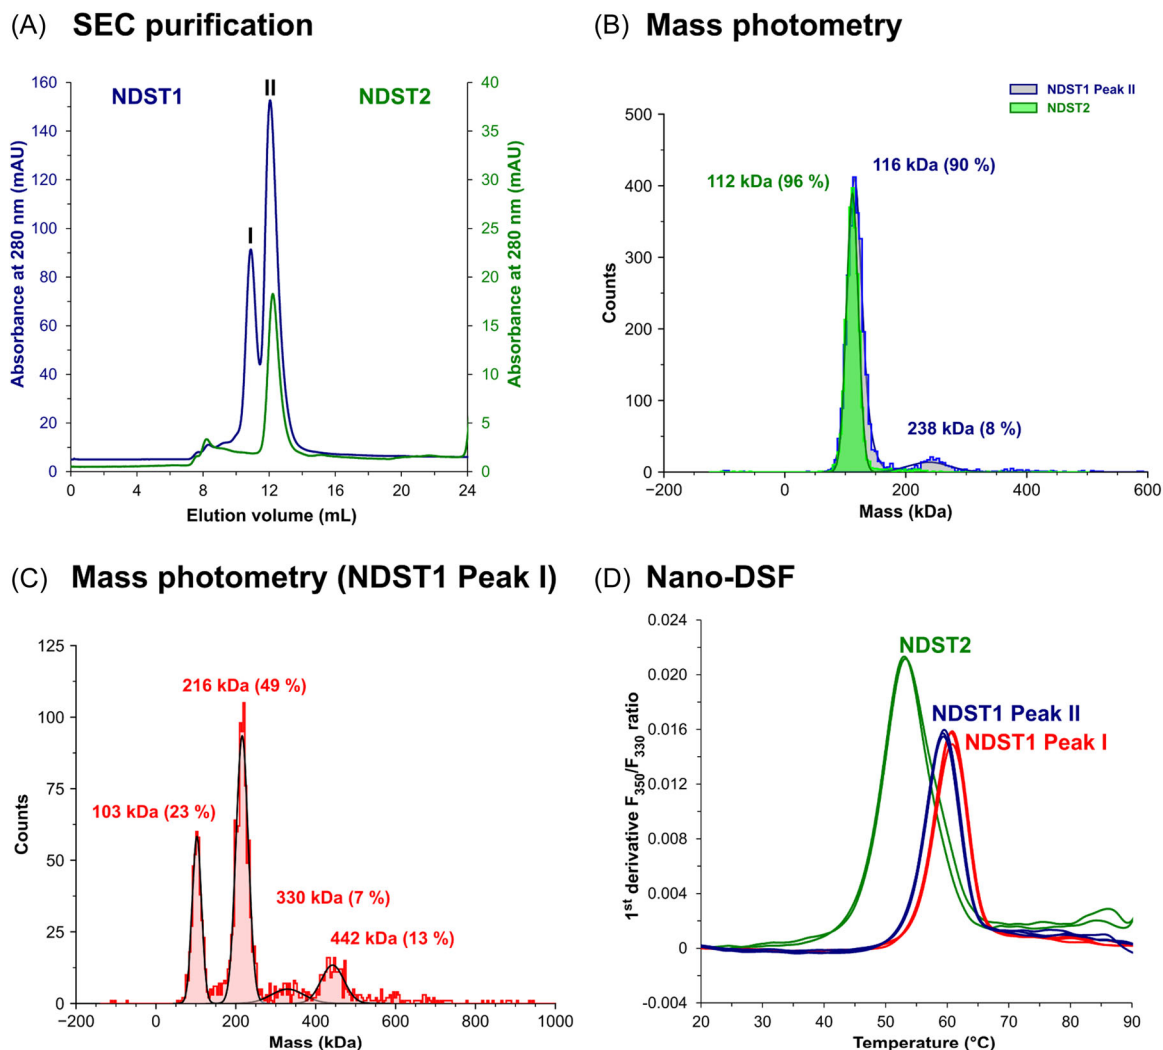 (A) SEC purification
NDST1
NDST2
I
II
Absorbance at 280 nm (mAU)
160
140
120
100
80
60
40
20
0
Absorbance at 280 nm (mAU)
40
35
30
25
20
15
10
5
0
0 4 8 12 16 20 24
Elution volume (mL)
(B) Mass photometry
NDST1 Peak II
NDST2
116 kDa (90 %)
112 kDa (96 %)
238 kDa (8 %)
Counts
500
400
300
200
100
0
−200 0 200 400 600
Mass (kDa)
(C) Mass photometry (NDST1 Peak I)
216 kDa (49 %)
103 kDa (23 %)
330 kDa (7 %)
442 kDa (13 %)
Counts
125
100
75
50
25
0
−200 0 200 400 600 800 1000
Mass (kDa)
(D) Nano-DSF
NDST2
NDST1 Peak II
NDST1 Peak I
1st derivative F350/F330 ratio
0.024
0.020
0.016
0.012
0.008
0.004
0
-0.004
20 30 40 50 60 70 80 90
Temperature (°C)